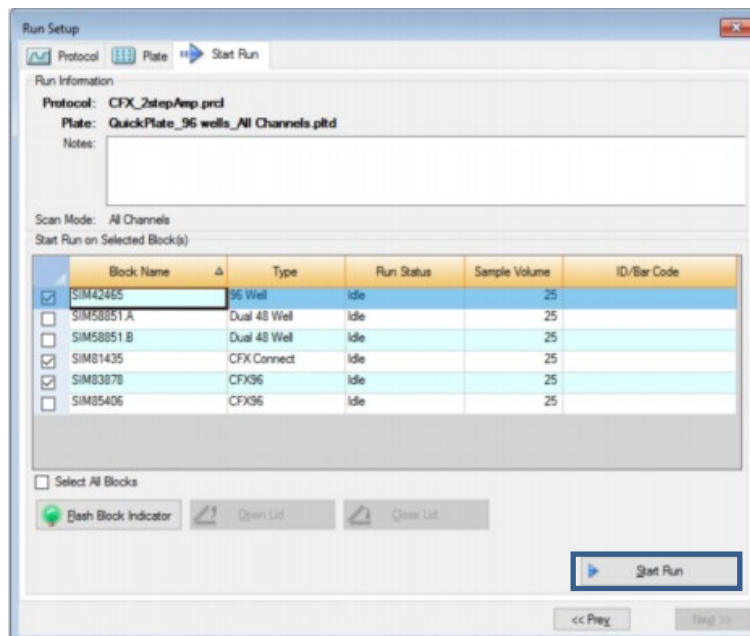 Run Setup
Protocol Plate Start Run
Run Information
Protocol: CFX_2stepAmp.prcl
Plate: QuickPlate_96 wells_All Channels.pltd
Notes:
Scan Mode: All Channels
Start Run on Selected Block(s)
Block Name Type Run Status Sample Volume ID/Bar Code
SIM42465 96 Well Idle 25
SIM58851.A Dual 48 Well Idle 25
SIM58851.B Dual 48 Well Idle 25
SIM81435 CFX Connect Idle 25
SIM83878 CFX96 Idle 25
SIM85406 CFX96 Idle 25
Select All Blocks
Flash Block Indicator Open Lid Close Lid
Start Run
<< Prev Next >>